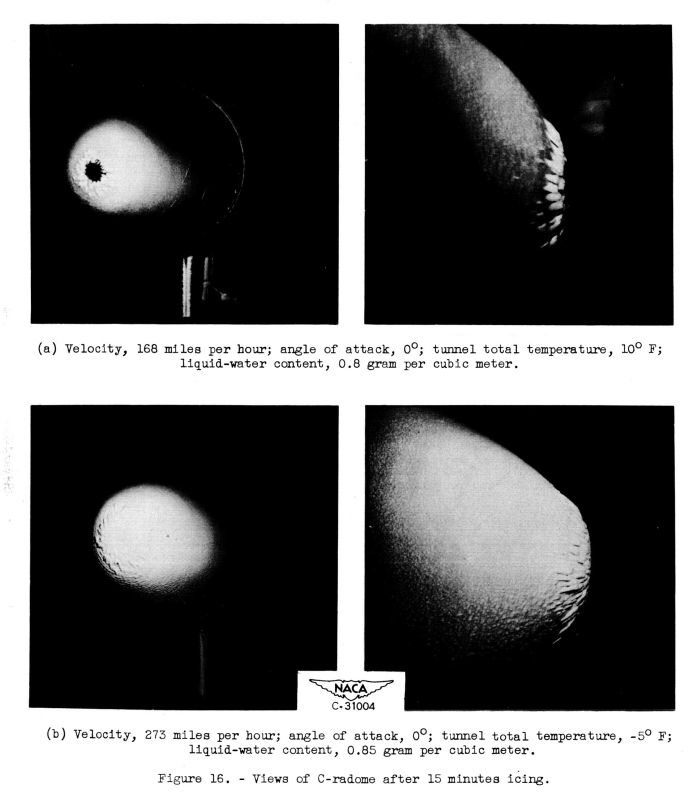 (a) Velocity, 168 miles per hour; angle of attack, 0°; tunnel total temperature, 10° F;
liquid-water content, 0.8 gram per cubic meter.
NACA
C-31004
(b) Velocity, 273 miles per hour; angle of attack, 0°; tunnel total temperature, -5° F;
liquid-water content, 0.85 gram per cubic meter.
Figure 16. - Views of C-radome after 15 minutes icing.